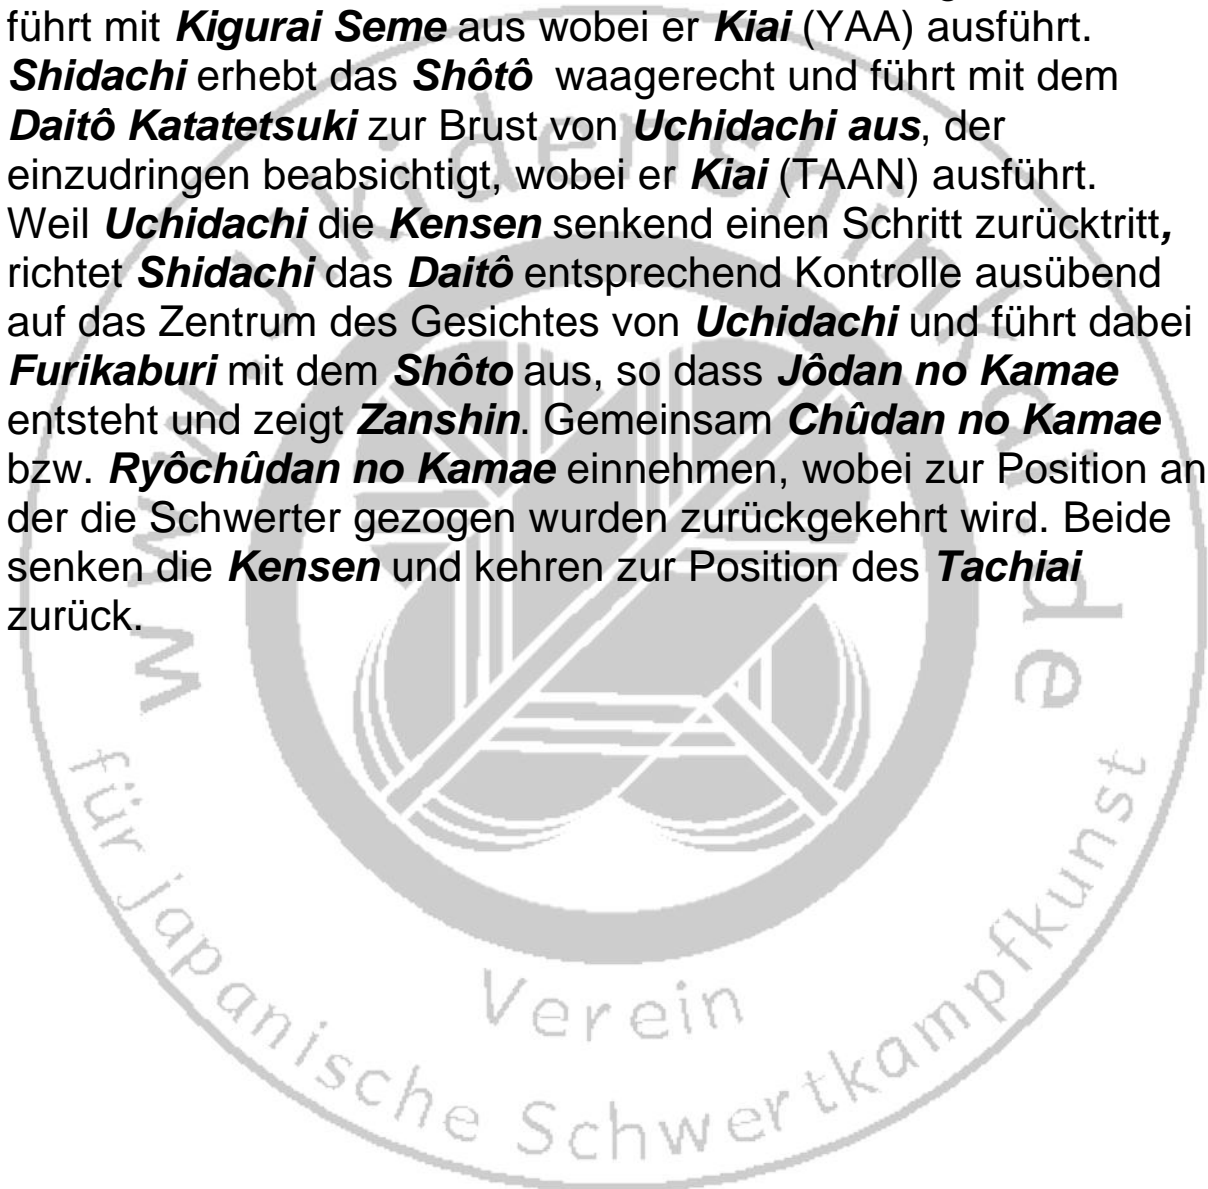 führt mit Kigurai Seme aus wobei er Kiai (YAA) ausführt.
Shidachi erhebt das Shôtô waagerecht und führt mit dem
Daitô Katatetsuki zur Brust von Uchidachi aus, der
einzudringen beabsichtigt, wobei er Kiai (TAAN) ausführt.
Weil Uchidachi die Kensen senkend einen Schritt zurücktritt,
richtet Shidachi das Daitô entsprechend Kontrolle ausübend
auf das Zentrum des Gesichtes von Uchidachi und führt dabei
Furikaburi mit dem Shôto aus, so dass Jôdan no Kamae
entsteht und zeigt Zanshin. Gemeinsam Chûdan no Kamae
bzw. Ryôchûdan no Kamae einnehmen, wobei zur Position an
der die Schwerter gezogen wurden zurückgekehrt wird. Beide
senken die Kensen und kehren zur Position des Tachiai
zurück.
www.Jikidenshinkai.de
Verein
für japanische Schwertkampfkunst